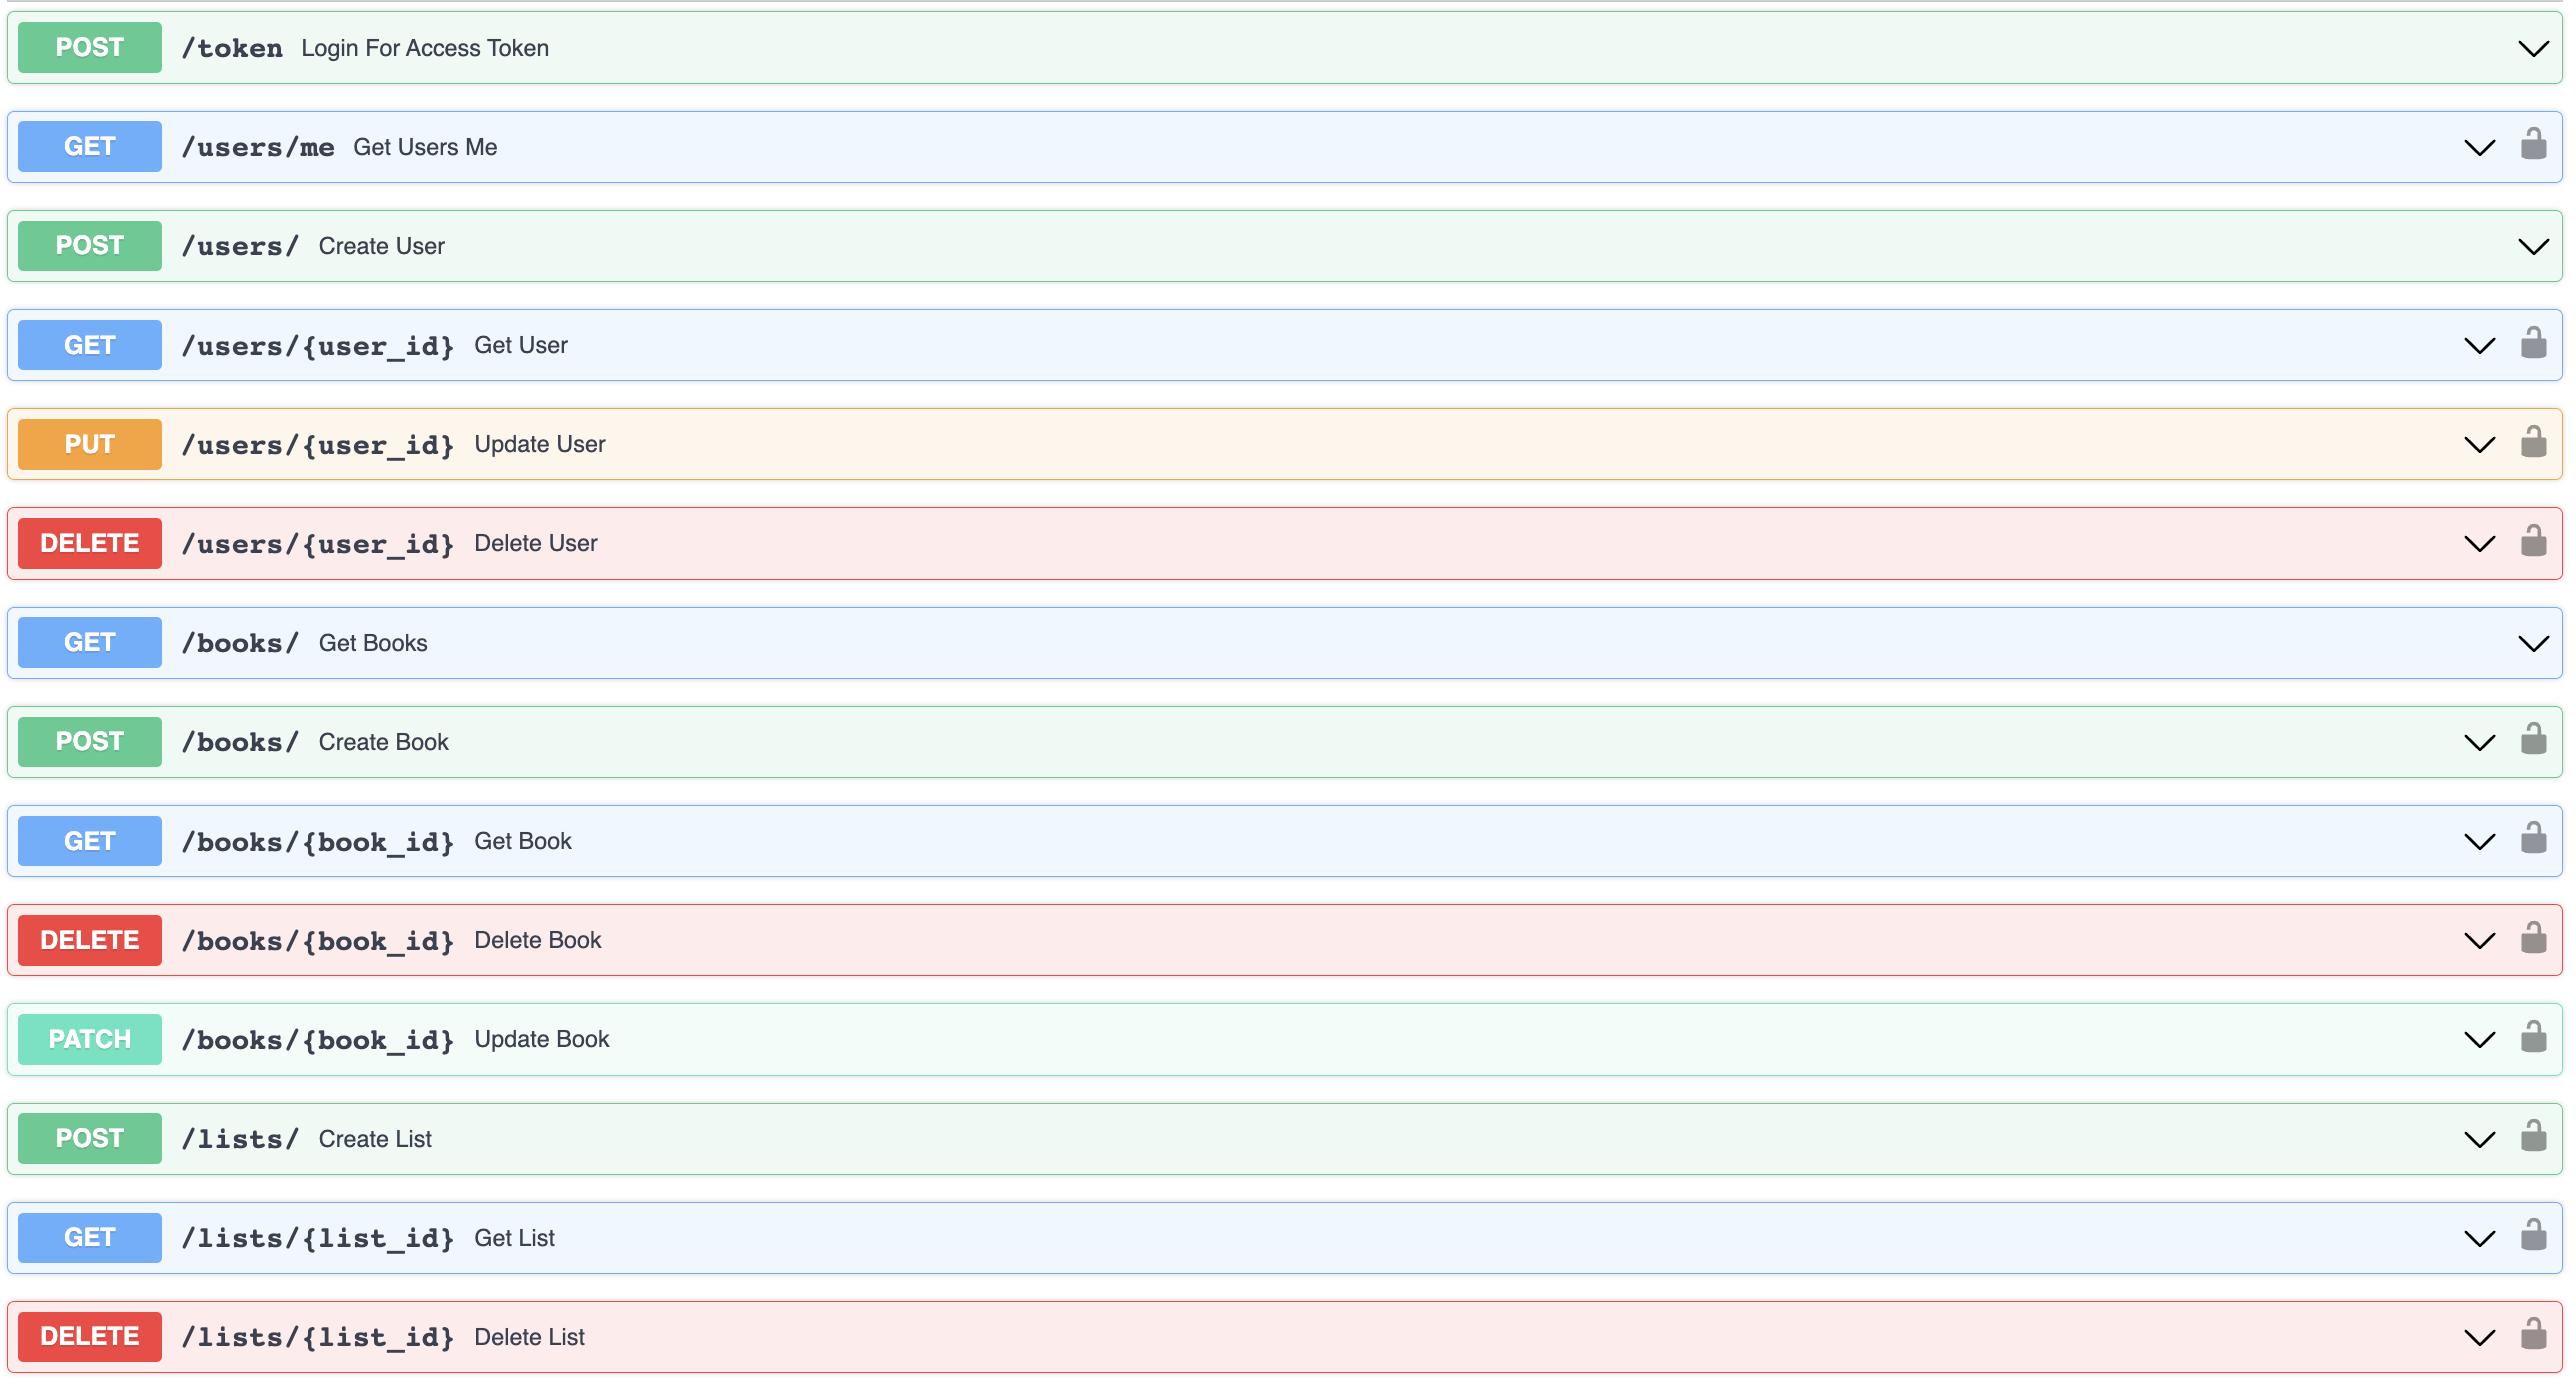 POST /token Login For Access Token
GET /users/me Get Users Me
POST /users/ Create User
GET /users/{user_id} Get User
PUT /users/{user_id} Update User
DELETE /users/{user_id} Delete User
GET /books/ Get Books
POST /books/ Create Book
GET /books/{book_id} Get Book
DELETE /books/{book_id} Delete Book
PATCH /books/{book_id} Update Book
POST /lists/ Create List
GET /lists/{list_id} Get List
DELETE /lists/{list_id} Delete List